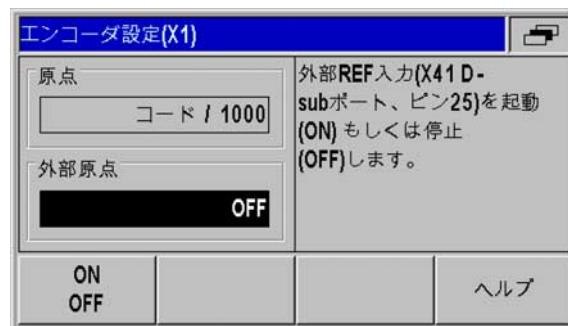 エンコーダ設定(X1)
原点
コード / 1000
外部原点
OFF
外部REF入力(X41 D-
subポート、ピン25)を起動
(ON) もしくは停止
(OFF)します。
ON
OFF
ヘルプ